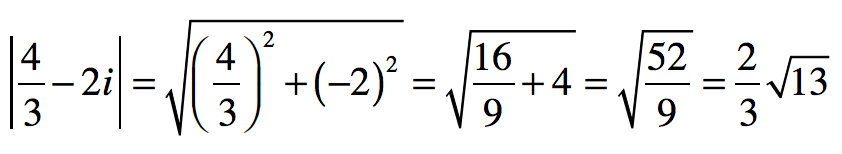 |4/3 − 2i| = √((4/3)² + (−2)²) = √(16/9 + 4) = √(52/9) = 2/3 √13